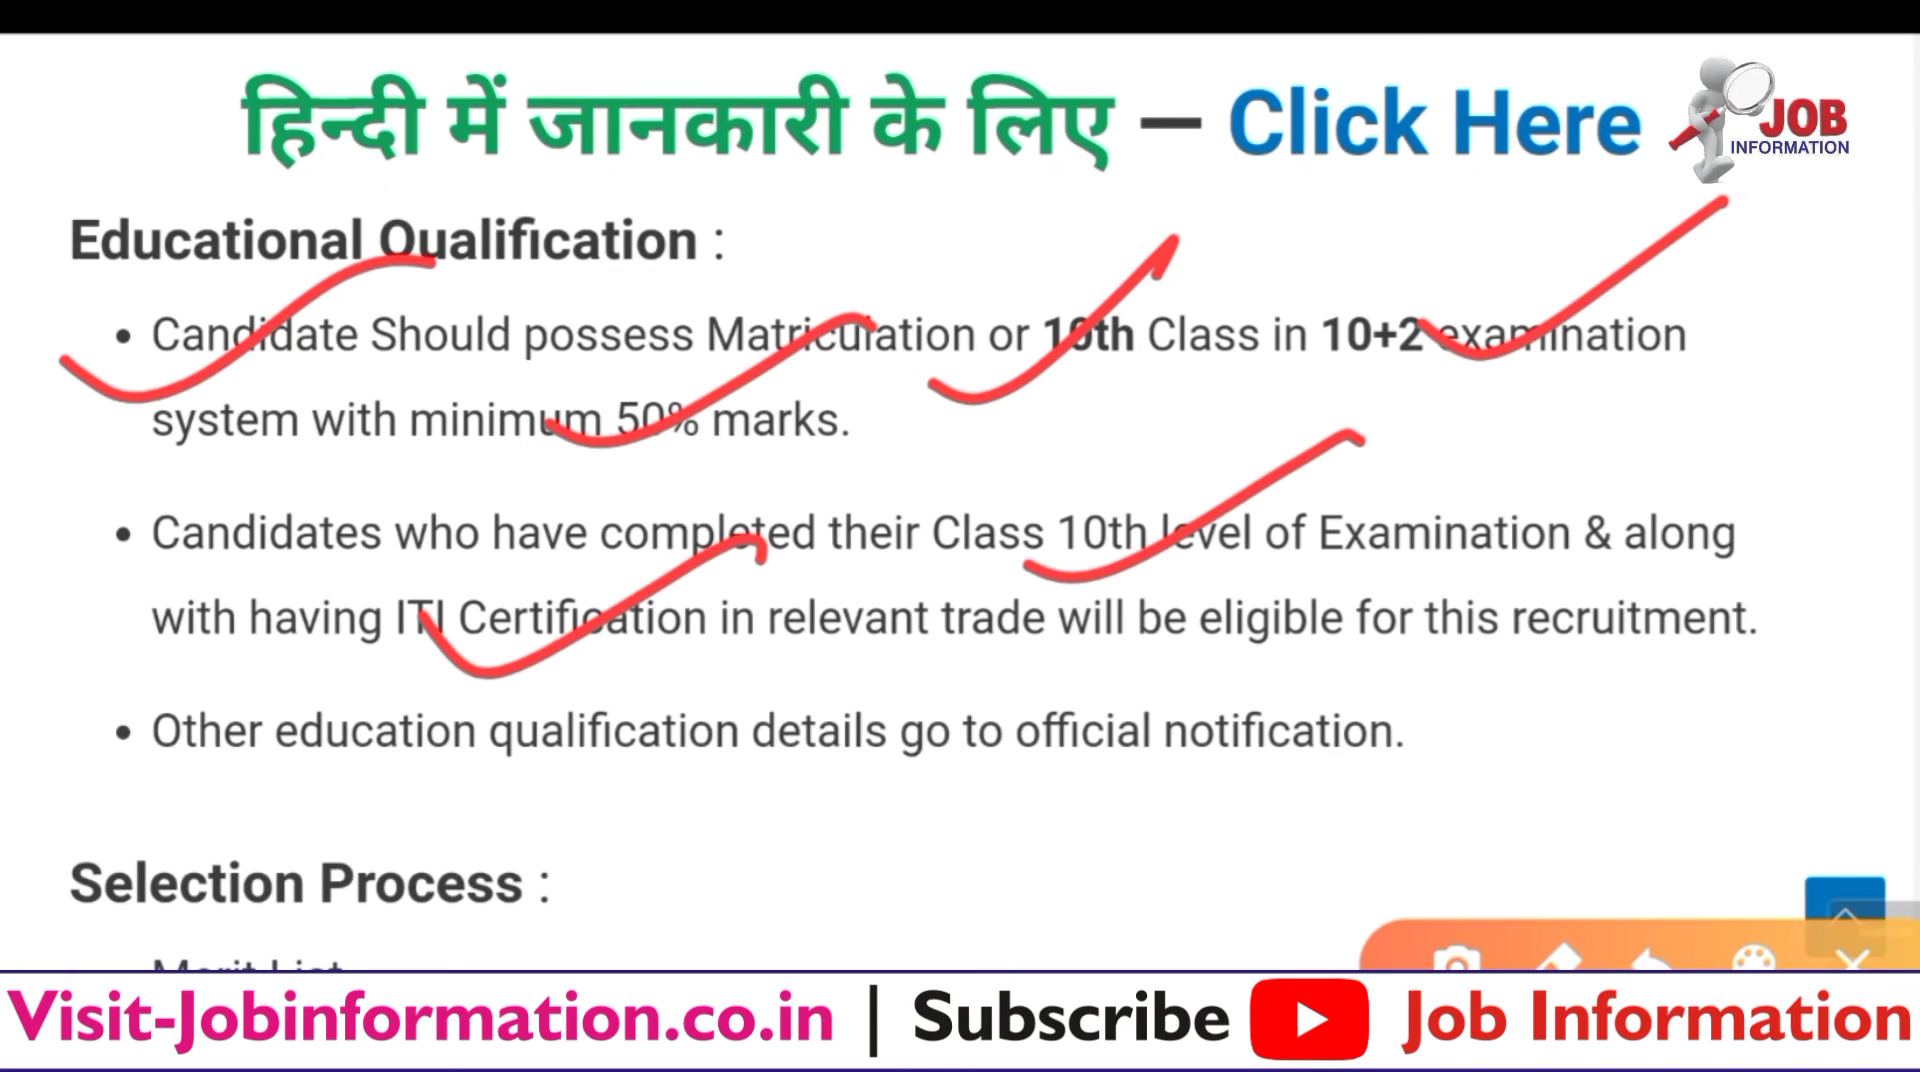 हिन्दी में जानकारी के लिए – Click Here
JOB
INFORMATION
Educational Qualification :
• Candidate Should possess Matriculation or 10th Class in 10+2 examination
system with minimum 50% marks.
• Candidates who have completed their Class 10th level of Examination & along
with having ITI Certification in relevant trade will be eligible for this recruitment.
• Other education qualification details go to official notification.
Selection Process :
Merit List
Visit-Jobinformation.co.in | Subscribe Job Information